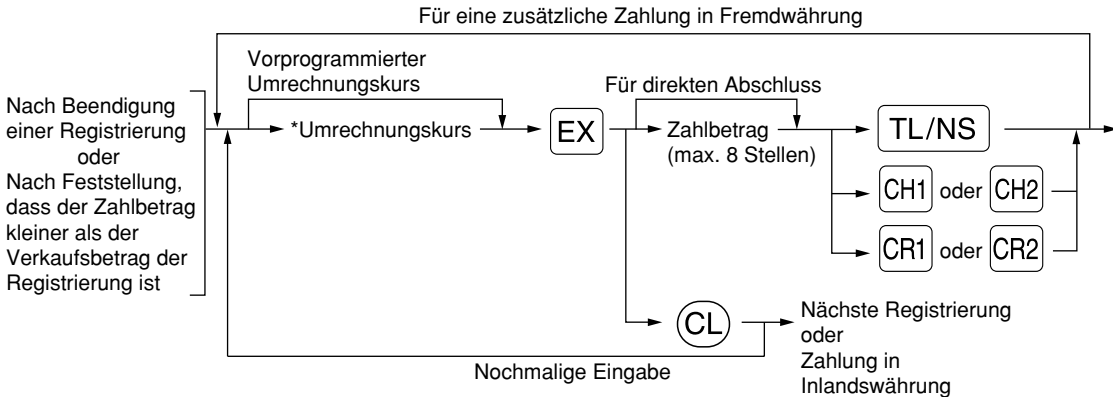 Für eine zusätzliche Zahlung in Fremdwährung
Vorprogrammierter
Umrechnungskurs
Für direkten Abschluss
Nach Beendigung
einer Registrierung
oder
Nach Feststellung,
dass der Zahlbetrag
kleiner als der
Verkaufsbetrag der
Registrierung ist
*Umrechnungskurs
EX
Zahlbetrag
(max. 8 Stellen)
TL/NS
CH1 oder CH2
CR1 oder CR2
CL
Nächste Registrierung
oder
Zahlung in
Inlandswährung
Nochmalige Eingabe